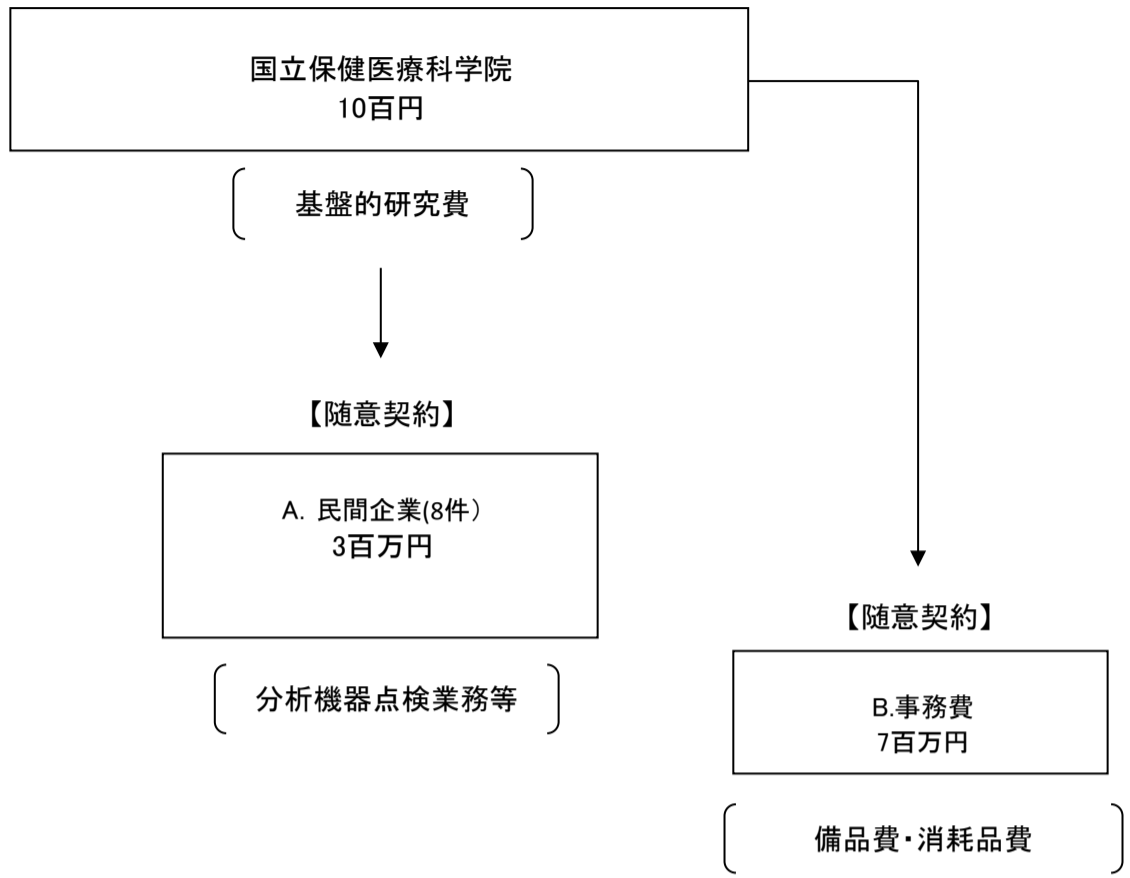 国立保健医療科学院
10百円
基盤的研究費
【随意契約】
A. 民間企業(8件）
3百万円
分析機器点検業務等
【随意契約】
B.事務費
7百万円
備品費・消耗品費